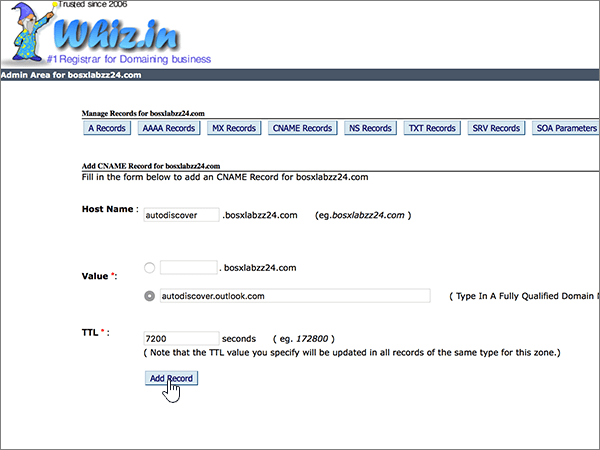 Trusted since 2006
Whiz.in
#1 Registrar for Domaining business
Admin Area for bosxlabzz24.com
Manage Records for bosxlabzz24.com
A Records AAAA Records MX Records CNAME Records NS Records TXT Records SRV Records SOA Parameters
Add CNAME Record for bosxlabzz24.com
Fill in the form below to add an CNAME Record for bosxlabzz24.com
Host Name : autodiscover .bosxlabzz24.com (eg.bosxlabzz24.com )
. bosxlabzz24.com
Value *:
autodiscover.outlook.com ( Type In A Fully Qualified Domain
TTL * : 7200 seconds ( eg. 172800 )
( Note that the TTL value you specify will be updated in all records of the same type for this zone.)
Add Record